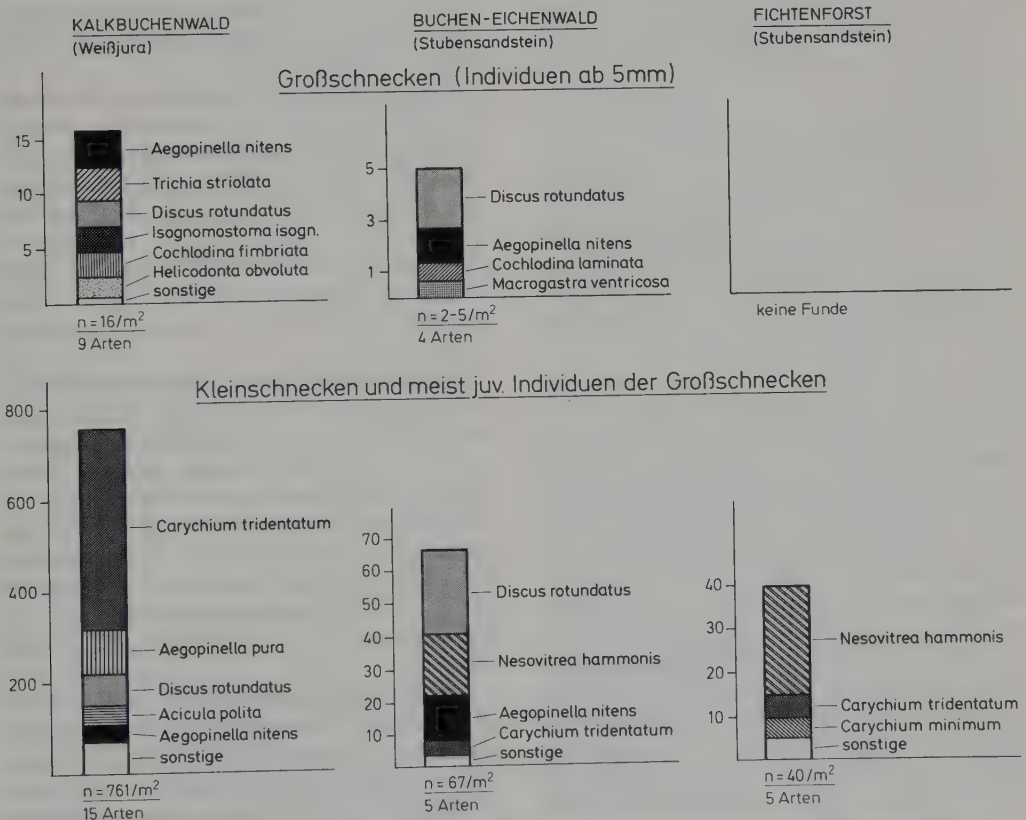 KALKBUCHENWALD
(Weißjura)
BUCHEN-EICHENWALD
(Stubensandstein)
FICHTENFORST
(Stubensandstein)
Großschnecken (Individuen ab 5mm)
15
10
5
Aegopinella nitens
Trichia striolata
Discus rotundatus
Isognomostoma isogn.
Cochlodina fimbriata
Helicodonta obvoluta
sonstige
n = 16/m²
9 Arten
5
3
1
Discus rotundatus
Aegopinella nitens
Cochlodina laminata
Macrogastra ventricosa
n = 2-5/m²
4 Arten
keine Funde
Kleinschnecken und meist juv. Individuen der Großschnecken
800
600
400
200
Carychium tridentatum
Aegopinella pura
Discus rotundatus
Acicula polita
Aegopinella nitens
sonstige
n = 761/m²
15 Arten
70
60
50
40
30
20
10
Discus rotundatus
Nesovitrea hammonis
Aegopinella nitens
Carychium tridentatum
sonstige
n = 67/m²
5 Arten
40
30
20
10
Nesovitrea hammonis
Carychium tridentatum
Carychium minimum
sonstige
n = 40/m²
5 Arten